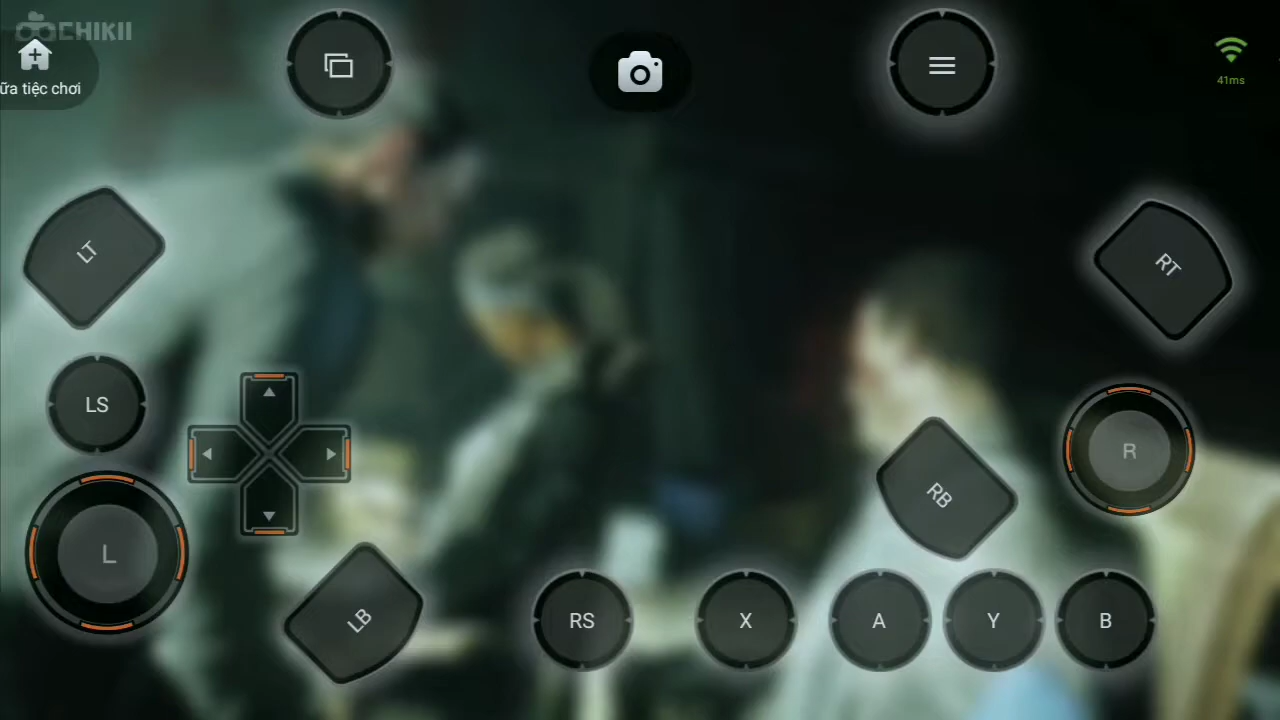 CHIKII
ữa tiệc chơi
41ms
LT
RT
LS
R
RB
L
LB
RS
X
A
Y
B